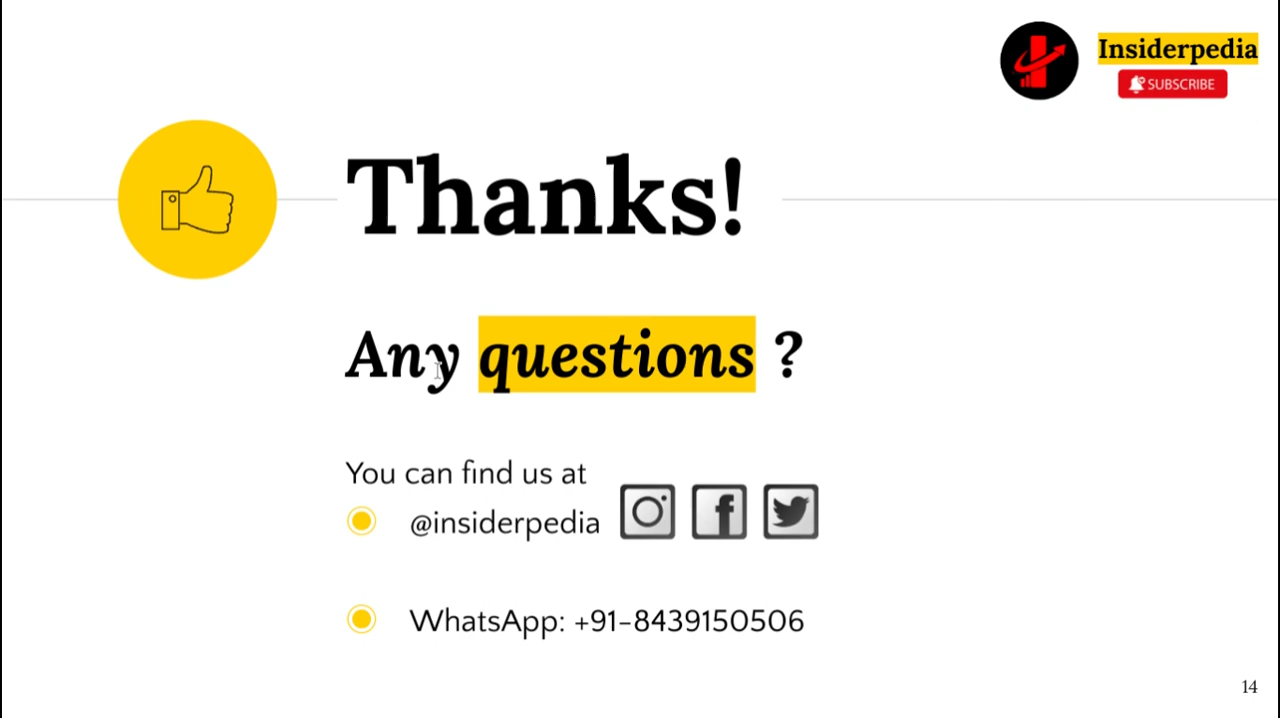 Insiderpedia
SUBSCRIBE
Thanks!
Any questions ?
You can find us at
@insiderpedia
WhatsApp: +91-8439150506
14